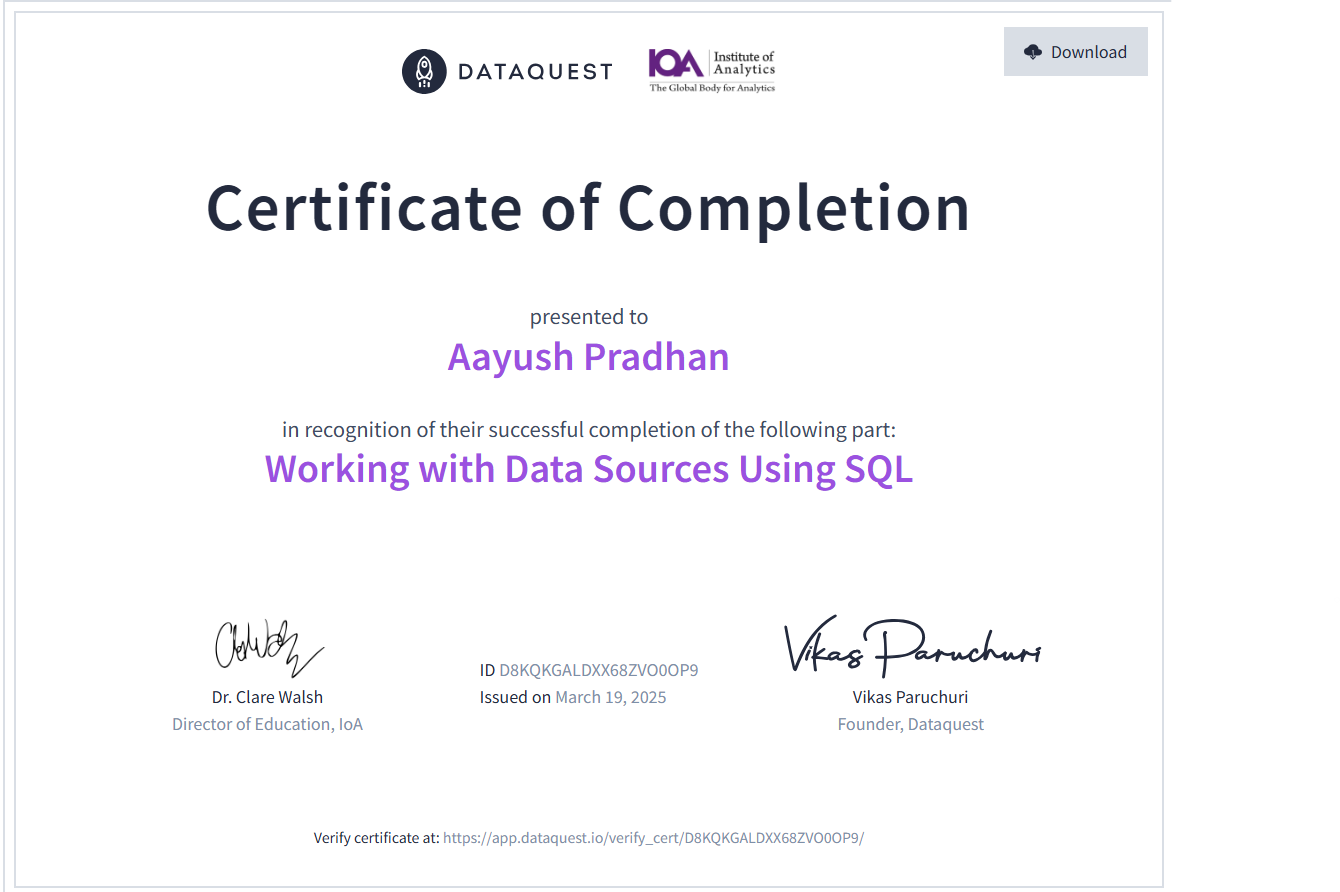 DATAQUEST
IOA Institute of Analytics
The Global Body for Analytics
Download
Certificate of Completion
presented to
Aayush Pradhan
in recognition of their successful completion of the following part:
Working with Data Sources Using SQL
Vikas Paruchuri
ID D8KQKGALDXX68ZVO0OP9
Dr. Clare Walsh
Issued on March 19, 2025
Vikas Paruchuri
Director of Education, IoA
Founder, Dataquest
Verify certificate at: https://app.dataquest.io/verify_cert/D8KQKGALDXX68ZVO0OP9/